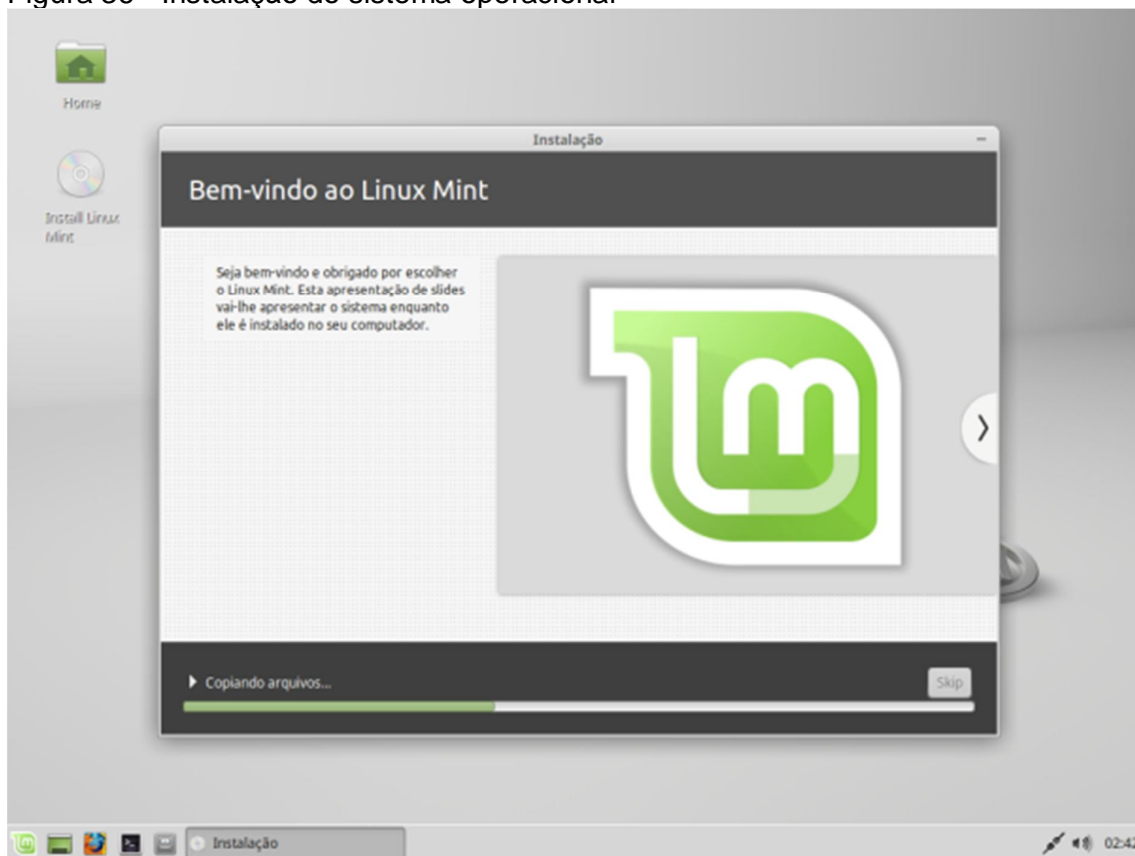 Instalação do sistema operacional
Home
Install Linux
Mint
Instalação
Bem-vindo ao Linux Mint
Seja bem-vindo e obrigado por escolher
o Linux Mint. Esta apresentação de slides
vai-lhe apresentar o sistema enquanto
ele é instalado no seu computador.
Copiando arquivos...
Skip
Instalação
02:42